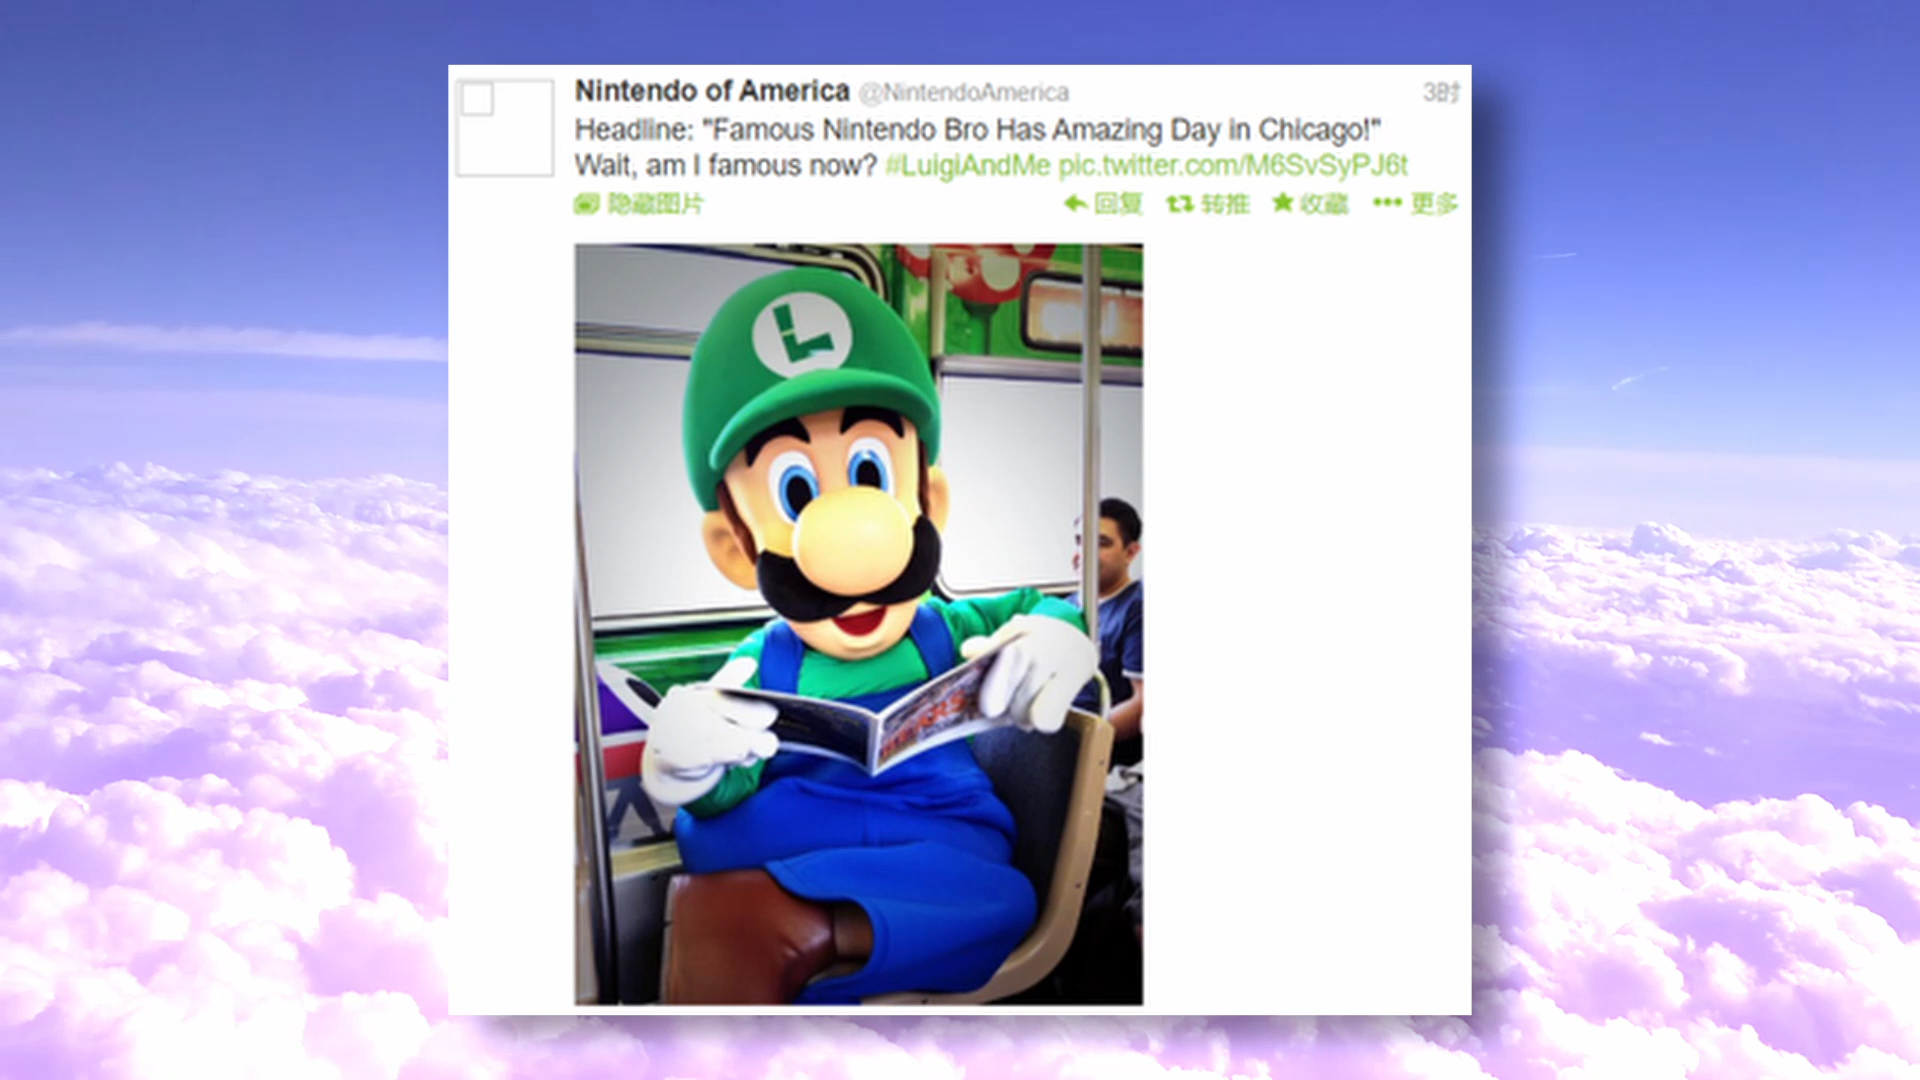 Nintendo of America @NintendoAmerica 3时
Headline: "Famous Nintendo Bro Has Amazing Day in Chicago!"
Wait, am I famous now? #LuigiAndMe pic.twitter.com/M6SvSyPJ6t
隐藏图片 回复 转推 收藏 更多
L